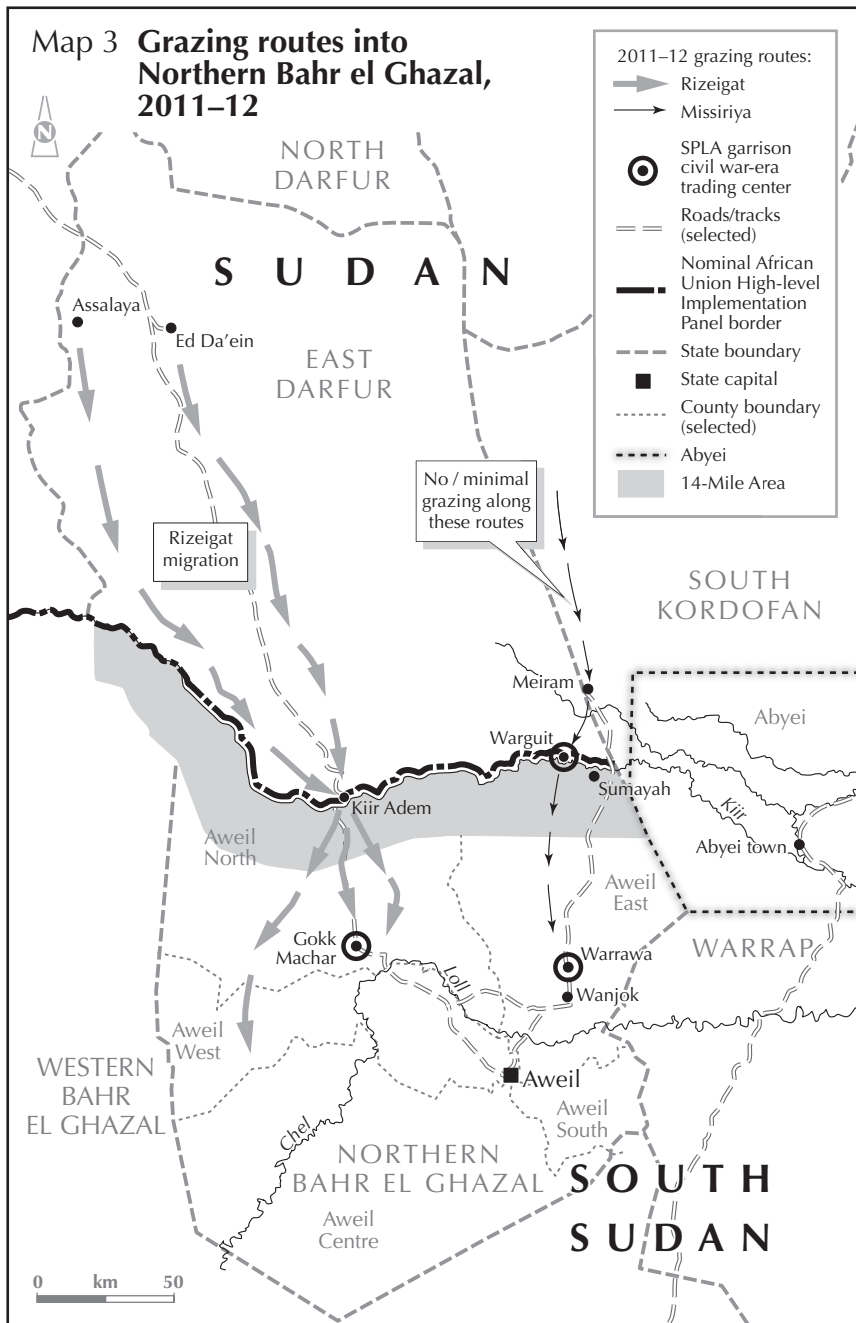 Map 3 Grazing routes into
Northern Bahr el Ghazal,
2011–12
N
2011–12 grazing routes:
Rizeigat
Missiriya
SPLA garrison
civil war-era
trading center
Roads/tracks
(selected)
Nominal African
Union High-level
Implementation
Panel border
State boundary
State capital
County boundary
(selected)
Abyei
14-Mile Area
NORTH
DARFUR
SUDAN
Assalaya
Ed Da’ein
EAST
DARFUR
No / minimal
grazing along
these routes
Rizeigat
migration
SOUTH
KORDOFAN
Meiram
Abyei
Warguit
Sumayah
Kiir
Kiir Adem
Abyei town
Aweil
North
Aweil
East
Gokk
Machar
WARRAP
Warrawa
Loll
Wanjok
Aweil
West
WESTERN
BAHR
EL GHAZAL
Aweil
Aweil
South
Chel
NORTHERN
BAHR EL GHAZAL
SOUTH
SUDAN
Aweil
Centre
0 km 50